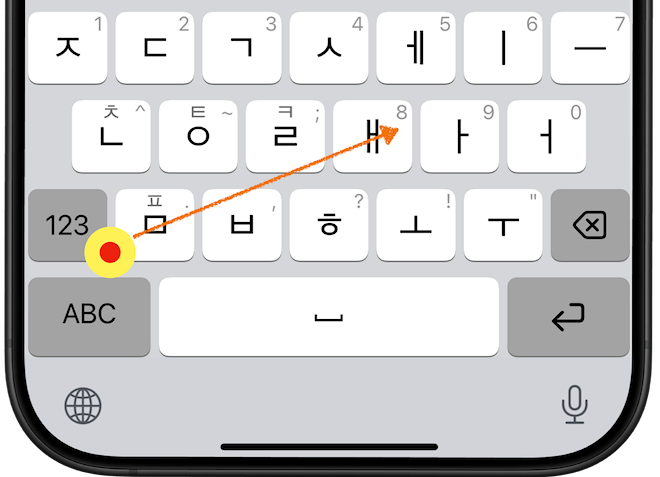 1 2 3 4 5 6 7
ㅈ ㄷ ㄱ ㅅ ㅔ ㅣ ㅡ
ㅊ ^ ㅌ ~ ㅋ ; 8 9 0
ㄴ ㅇ ㄹ ㅐ ㅏ ㅓ
ㅍ . , ? ! "
123 ㅁ ㅂ ㅎ ㅗ ㅜ
ABC